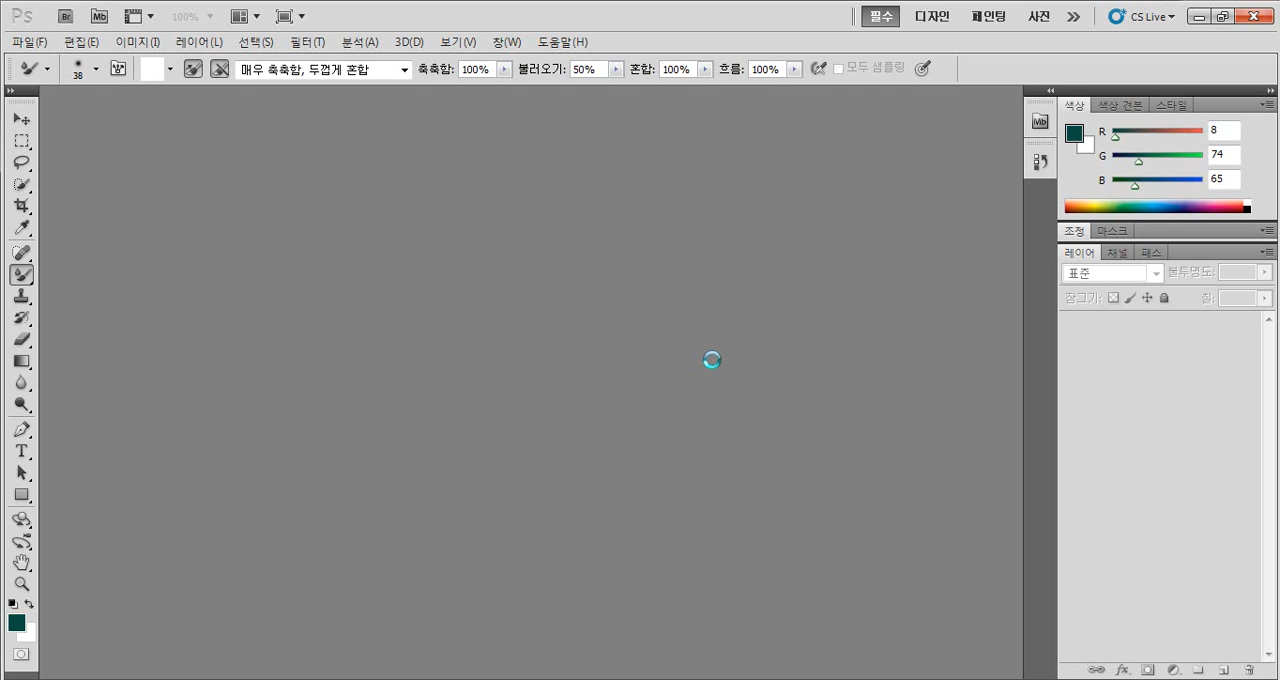 Ps Br Mb 100% 필수 디자인 페인팅 사진 CS Live
파일(F) 편집(E) 이미지(I) 레이어(L) 선택(S) 필터(T) 분석(A) 3D(D) 보기(V) 창(W) 도움말(H)
38 매우 축축함, 두껍게 혼합 축축함: 100% 불러오기: 50% 혼합: 100% 흐름: 100% 모두 샘플링
Mb
색상 색상 견본 스타일
R 8
G 74
B 65
조정 마스크
레이어 채널 패스
표준 불투명도:
잠그기: 칠:
T
fx